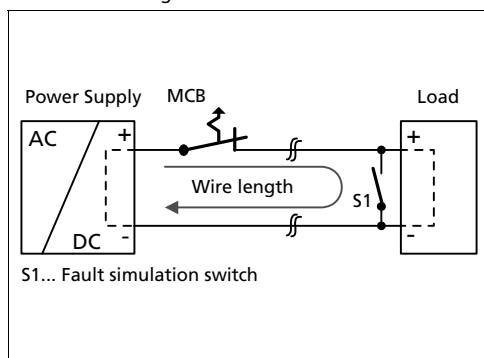 Power Supply MCB Load
AC + +
Wire length
S1
DC - -
S1... Fault simulation switch